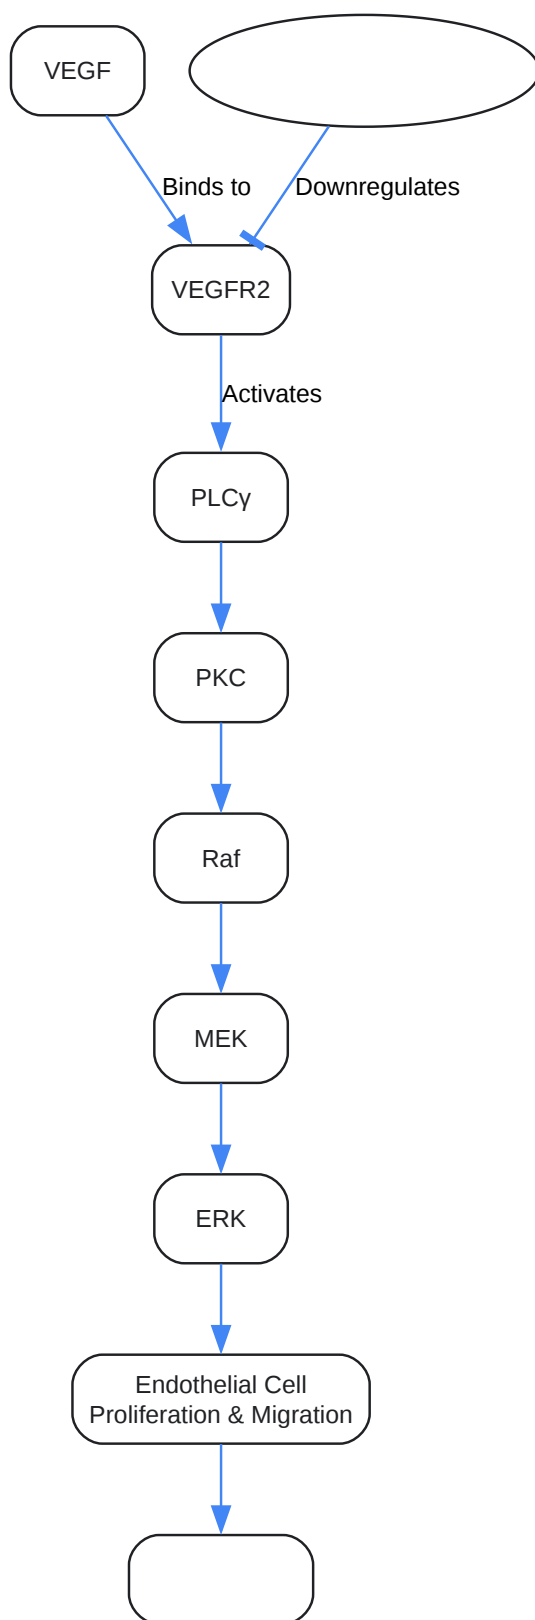 VEGF
Binds to
Downregulates
VEGFR2
Activates
PLCγ
PKC
Raf
MEK
ERK
Endothelial Cell
Proliferation & Migration